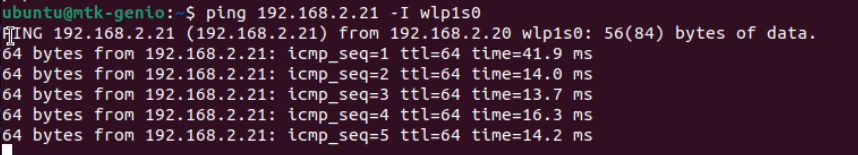 ubuntu@mtk-genio:~$ ping 192.168.2.21 -I wlp1s0
PING 192.168.2.21 (192.168.2.21) from 192.168.2.20 wlp1s0: 56(84) bytes of data.
64 bytes from 192.168.2.21: icmp_seq=1 ttl=64 time=41.9 ms
64 bytes from 192.168.2.21: icmp_seq=2 ttl=64 time=14.0 ms
64 bytes from 192.168.2.21: icmp_seq=3 ttl=64 time=13.7 ms
64 bytes from 192.168.2.21: icmp_seq=4 ttl=64 time=16.3 ms
64 bytes from 192.168.2.21: icmp_seq=5 ttl=64 time=14.2 ms